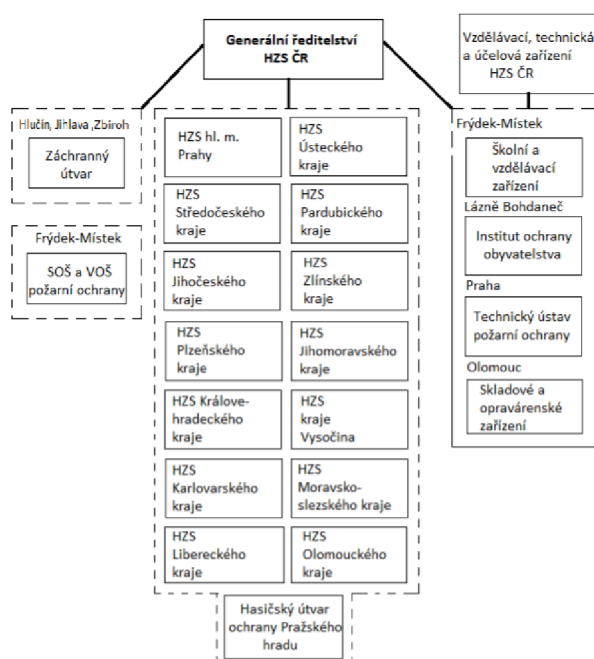 Generální ředitelství
HZS ČR
Vzdělávací, technická
a účelová zařízení
HZS ČR
Hlučín, Jihlava ,Zbiroh
Záchranný
útvar
Frýdek-Místek
SOŠ a VOŠ
požární ochrany
HZS hl. m.
Prahy
HZS
Ústeckého
kraje
HZS
Středočeského
kraje
HZS
Pardubického
kraje
HZS
Jihočeského
kraje
HZS
Zlínského
kraje
HZS
Plzeňského
kraje
HZS
Jihomoravského
kraje
HZS Králove-
hradeckého
kraje
HZS
kraje
Vysočina
HZS
Karlovarského
kraje
HZS
Moravsko-
slezského kraje
HZS
Libereckého
kraje
HZS
Olomouckého
kraje
Hasičský útvar
ochrany Pražského
hradu
Frýdek-Místek
Školní a
vzdělávací
zařízení
Lázně Bohdaneč
Institut ochrany
obyvatelstva
Praha
Technický ústav
požární ochrany
Olomouc
Skladové a
opravárenské
zařízení